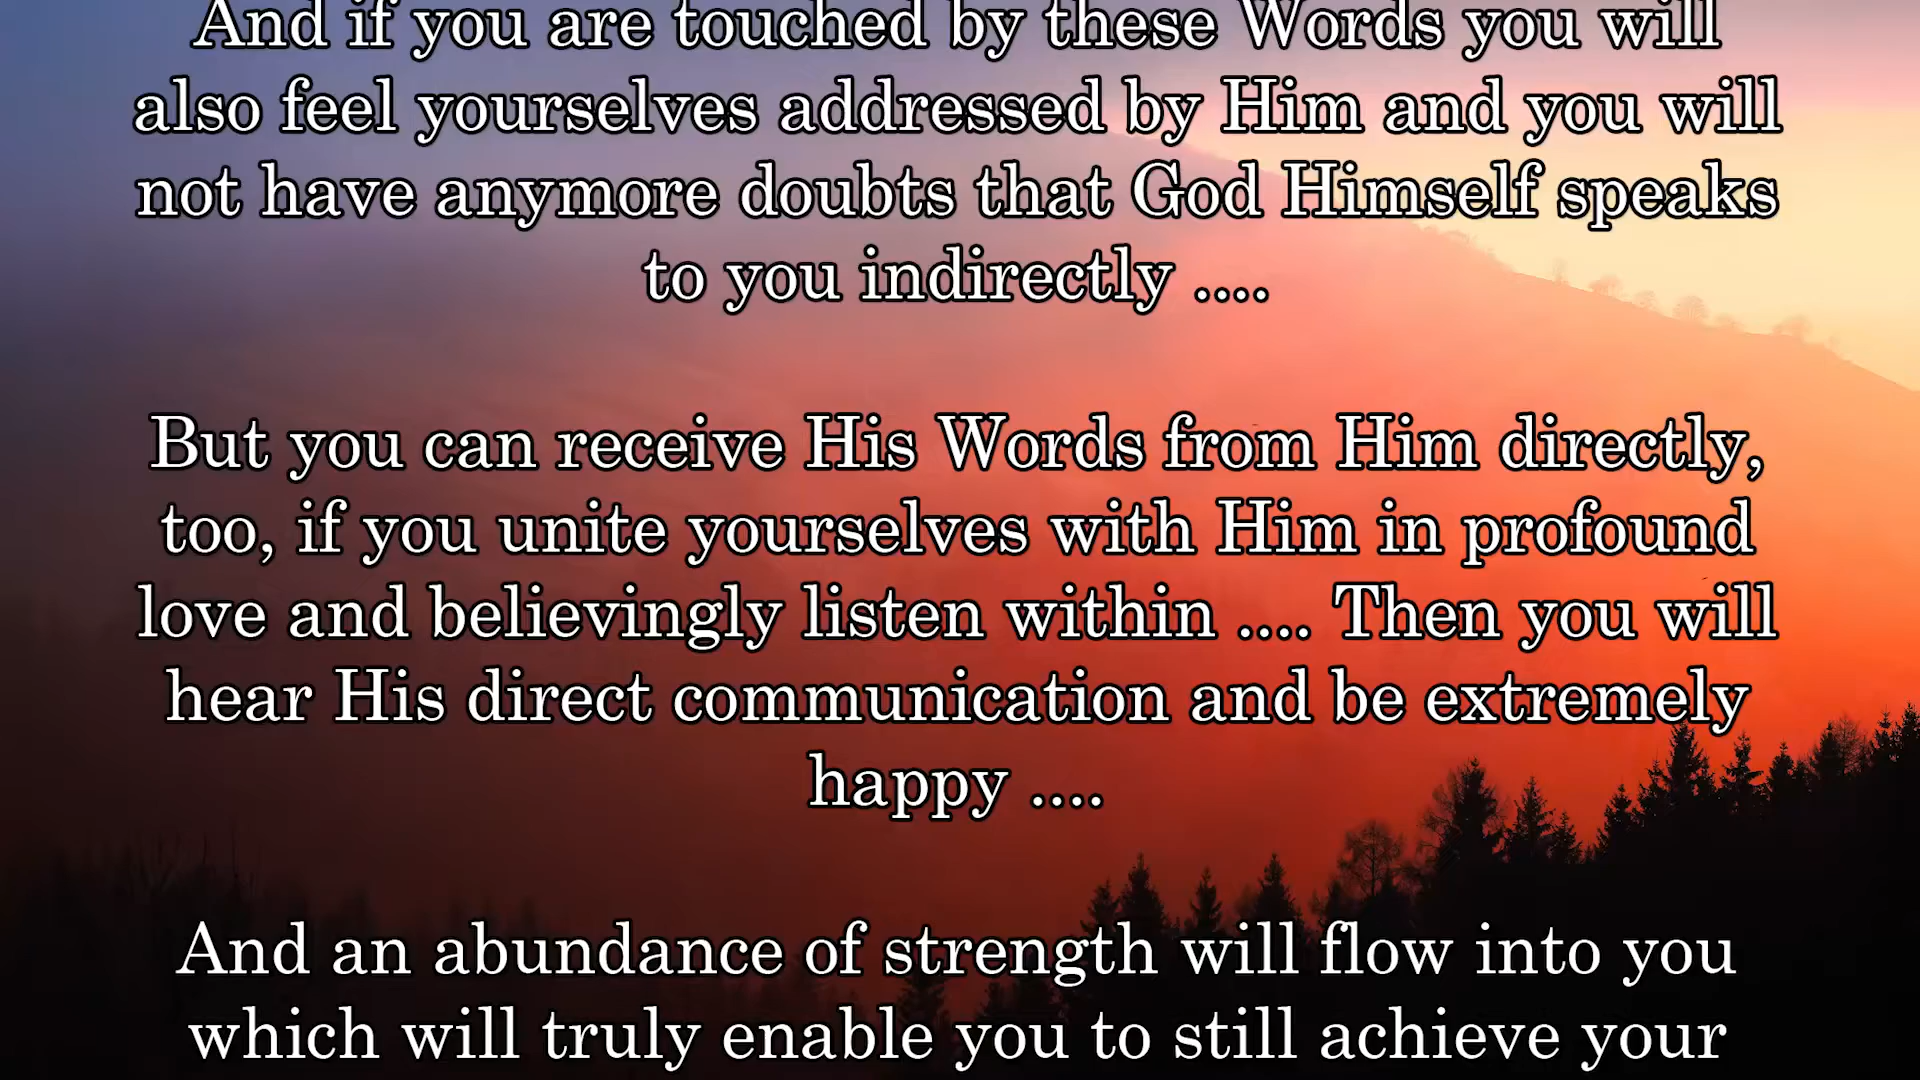 And if you are touched by these Words you will
also feel yourselves addressed by Him and you will
not have anymore doubts that God Himself speaks
to you indirectly ....
But you can receive His Words from Him directly,
too, if you unite yourselves with Him in profound
love and believingly listen within .... Then you will
hear His direct communication and be extremely
happy ....
And an abundance of strength will flow into you
which will truly enable you to still achieve your